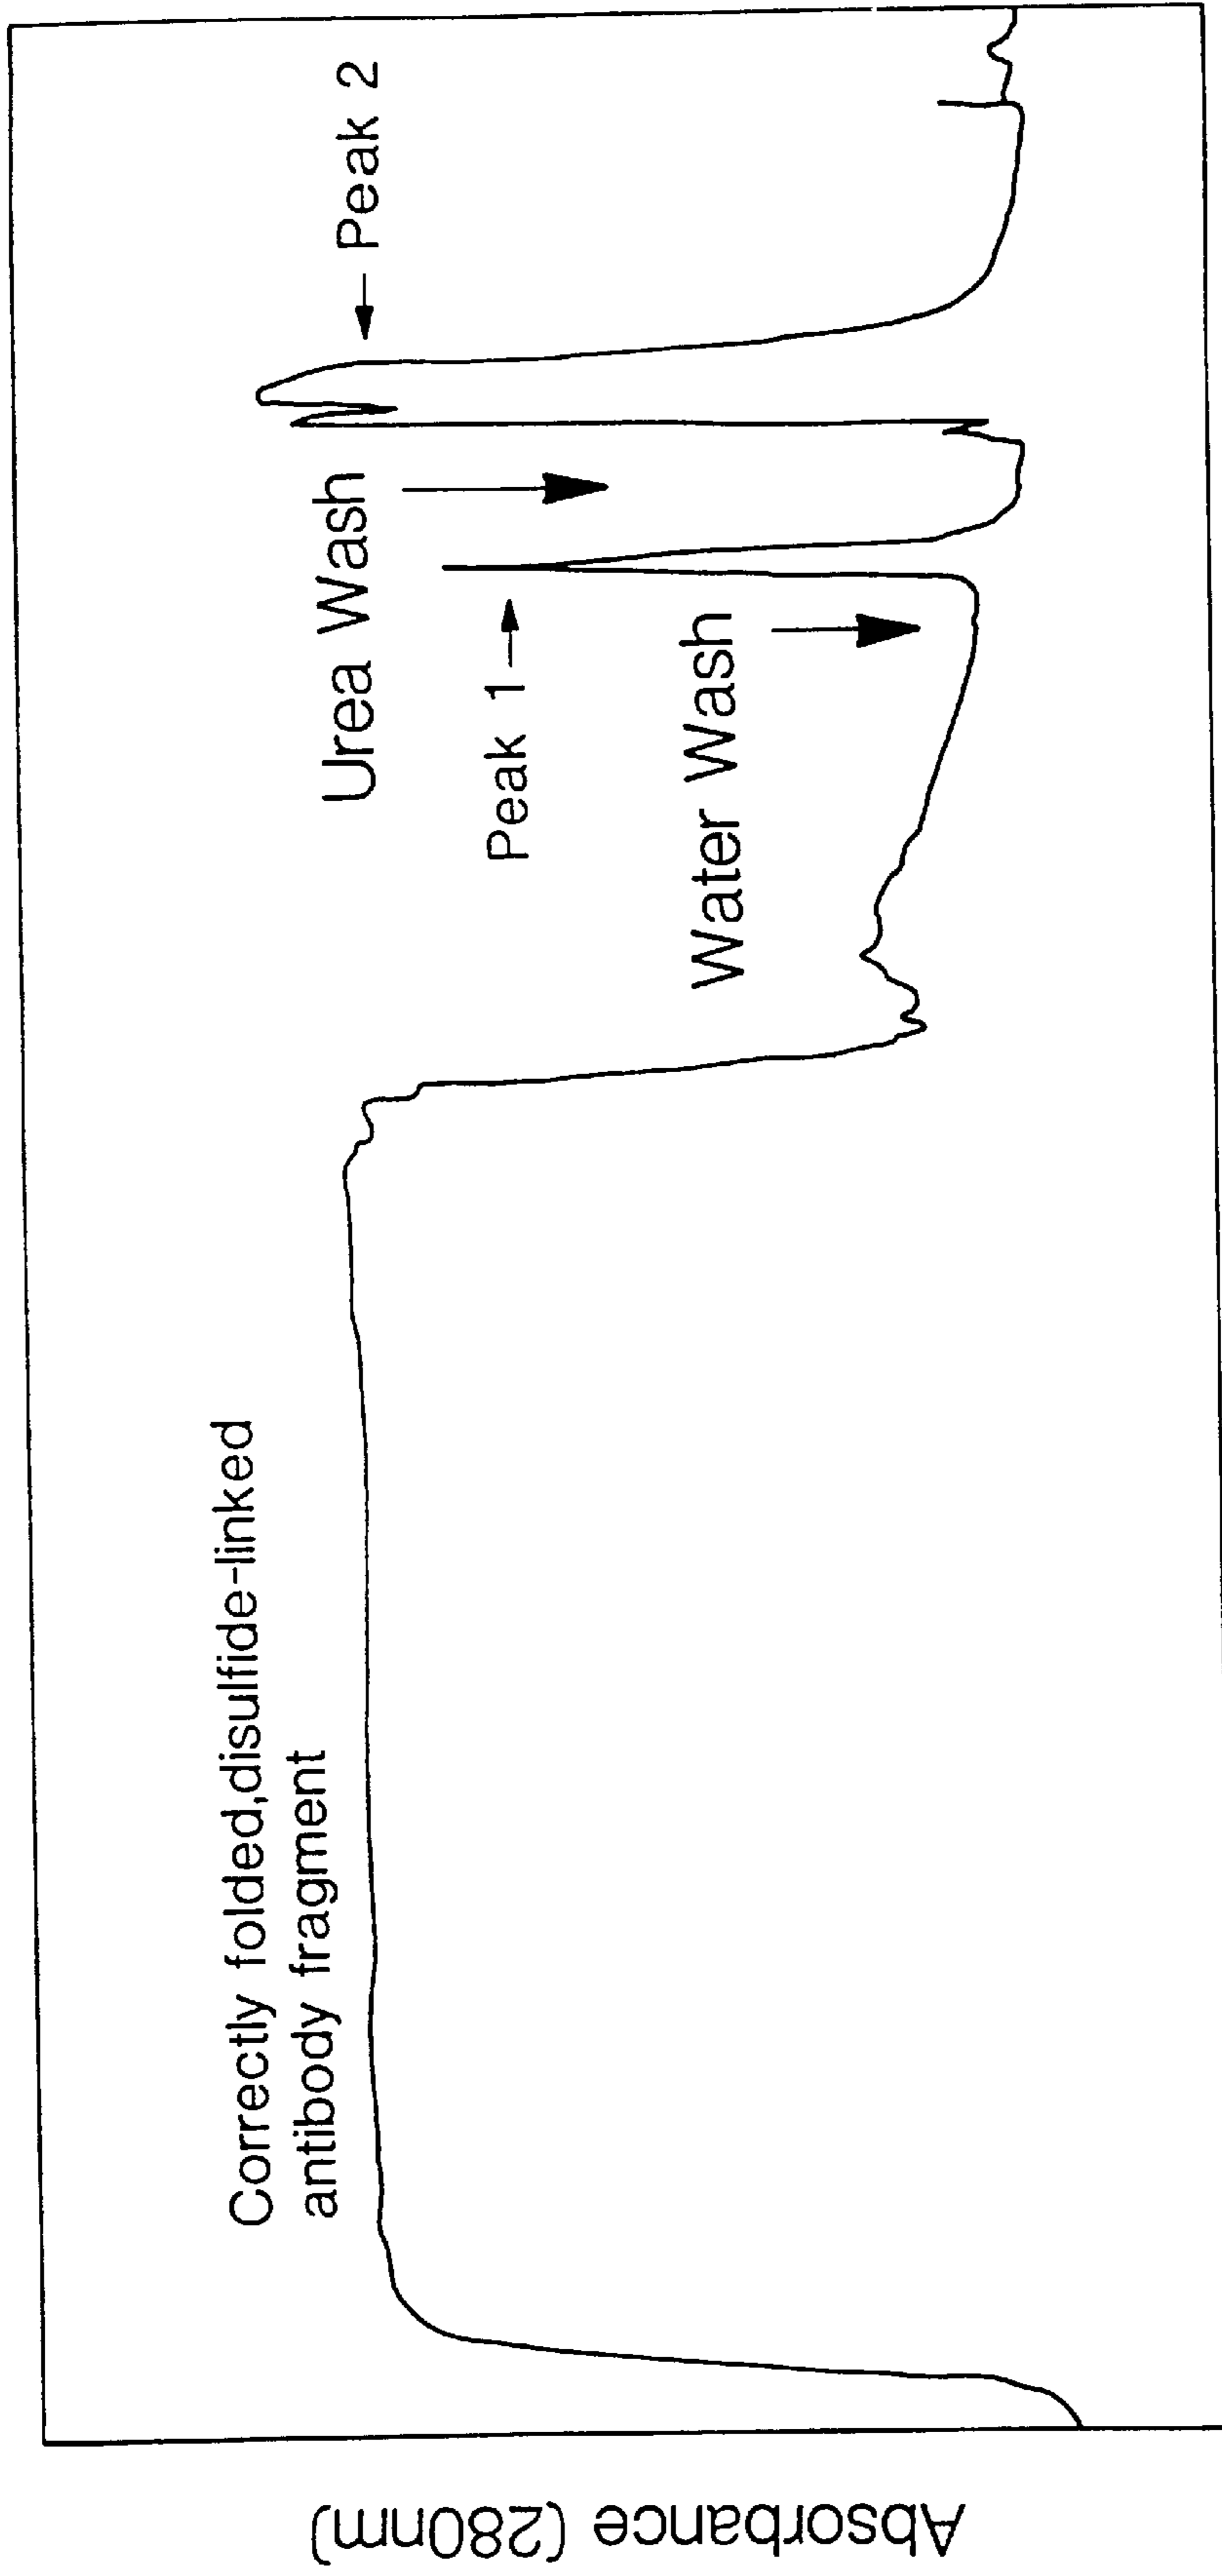 Correctly folded,disulfide-linked
antibody fragment
Water Wash
Peak 1
Urea Wash
Peak 2
Absorbance (280nm)